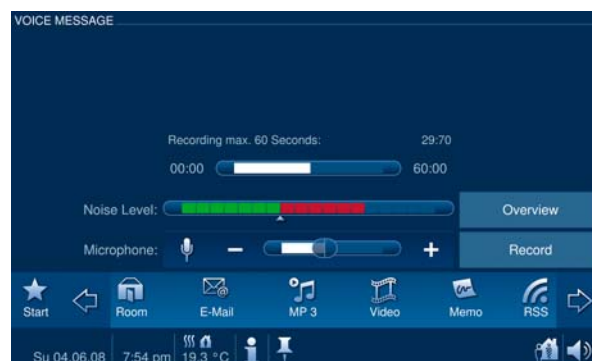 VOICE MESSAGE
Recording max. 60 Seconds: 29:70
00:00 60:00
Noise Level: Overview
Microphone: Record
Start Room E-Mail MP 3 Video Memo RSS
Su 04.06.08 7:54 pm 19.3 °C